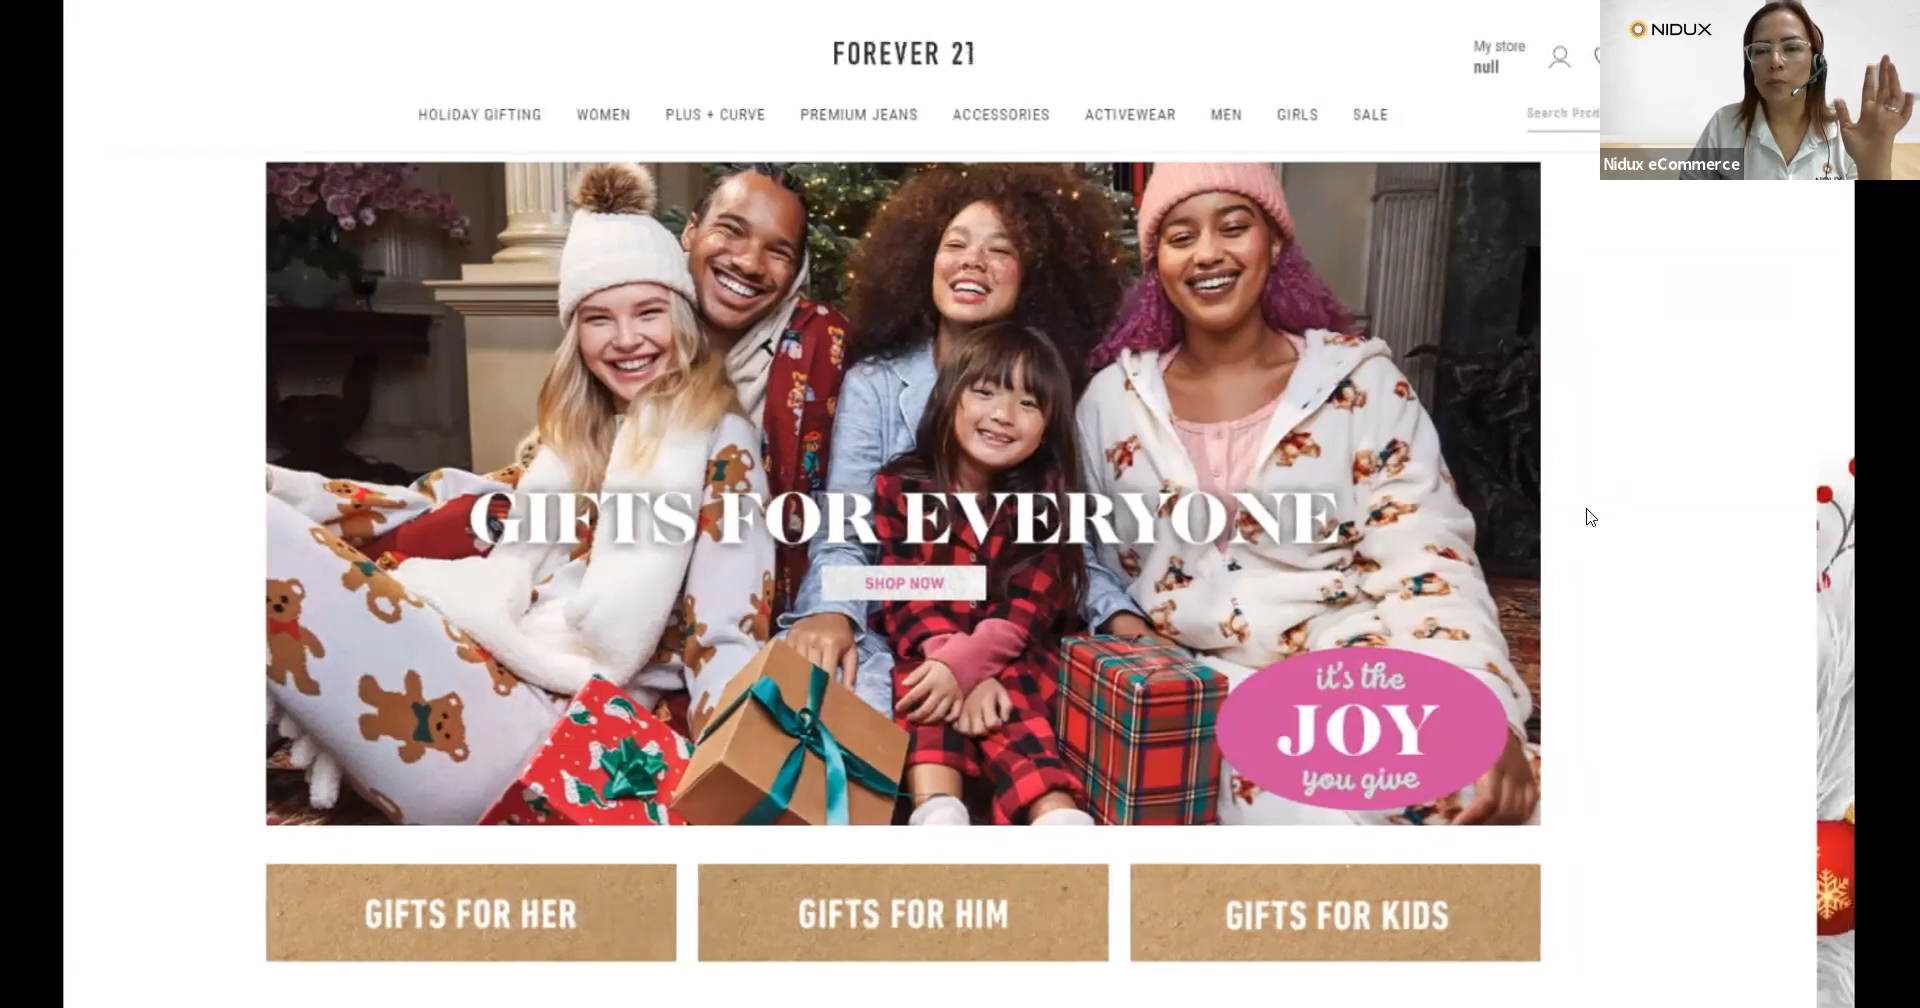 FOREVER 21
My store
null
NIDUX
HOLIDAY GIFTING WOMEN PLUS + CURVE PREMIUM JEANS ACCESSORIES ACTIVEWEAR MEN GIRLS SALE
Search Prod
Nidux eCommerce
GIFTS FOR EVERYONE
SHOP NOW
it's the
JOY
you give
GIFTS FOR HER GIFTS FOR HIM GIFTS FOR KIDS